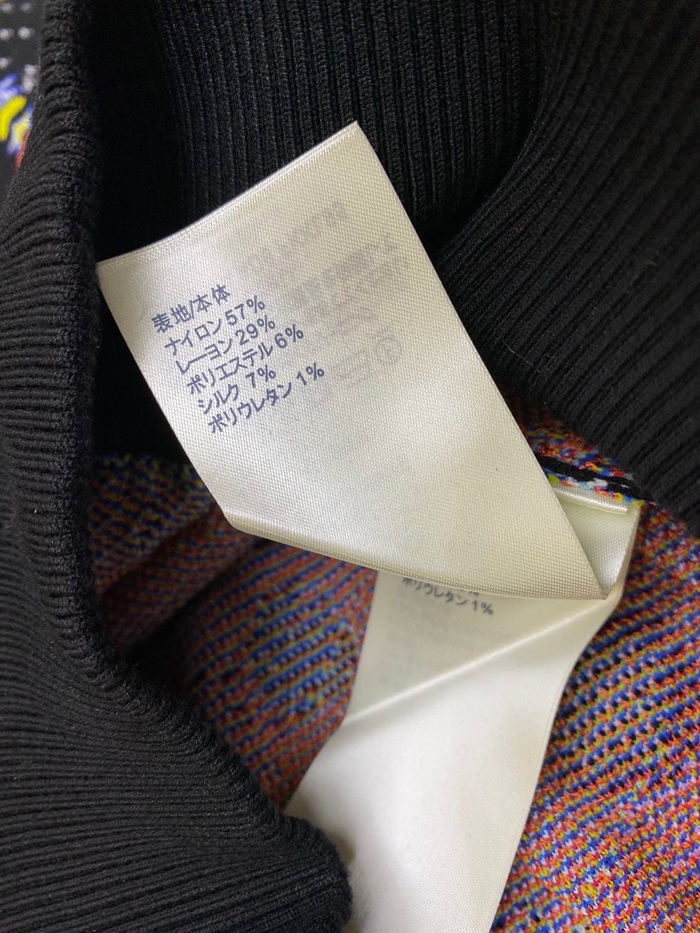 表地/本体
ナイロン 57%
レーヨン 29%
ポリエステル 6%
シルク 7%
ポリウレタン 1%
ポリウレタン 1%